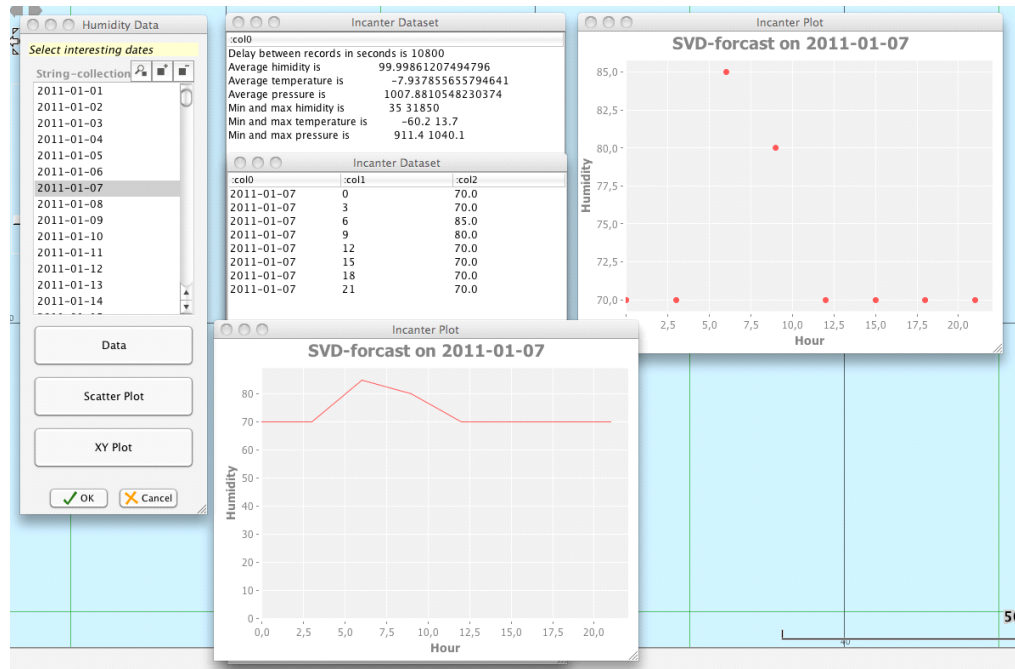 Humidity Data
Select interesting dates
String-collection
2011-01-01
2011-01-02
2011-01-03
2011-01-04
2011-01-05
2011-01-06
2011-01-07
2011-01-08
2011-01-09
2011-01-10
2011-01-11
2011-01-12
2011-01-13
2011-01-14
Data
Scatter Plot
XY Plot
OK Cancel
Incanter Dataset
:col0
Delay between records in seconds is 10800
Average himidity is 99.99861207494796
Average temperature is -7.937855655794641
Average pressure is 1007.8810548230374
Min and max himidity is 35 31850
Min and max temperature is -60.2 13.7
Min and max pressure is 911.4 1040.1
Incanter Dataset
:col0 :col1 :col2
2011-01-07 0 70.0
2011-01-07 3 70.0
2011-01-07 6 85.0
2011-01-07 9 80.0
2011-01-07 12 70.0
2011-01-07 15 70.0
2011-01-07 18 70.0
2011-01-07 21 70.0
Incanter Plot
SVD-forcast on 2011-01-07
85,0
82,5
80,0
77,5
75,0
72,5
70,0
Humidity
2,5 5,0 7,5 10,0 12,5 15,0 17,5 20,0
Hour
Incanter Plot
SVD-forcast on 2011-01-07
80
70
60
50
40
30
20
10
0
Humidity
0,0 2,5 5,0 7,5 10,0 12,5 15,0 17,5 20,0
Hour